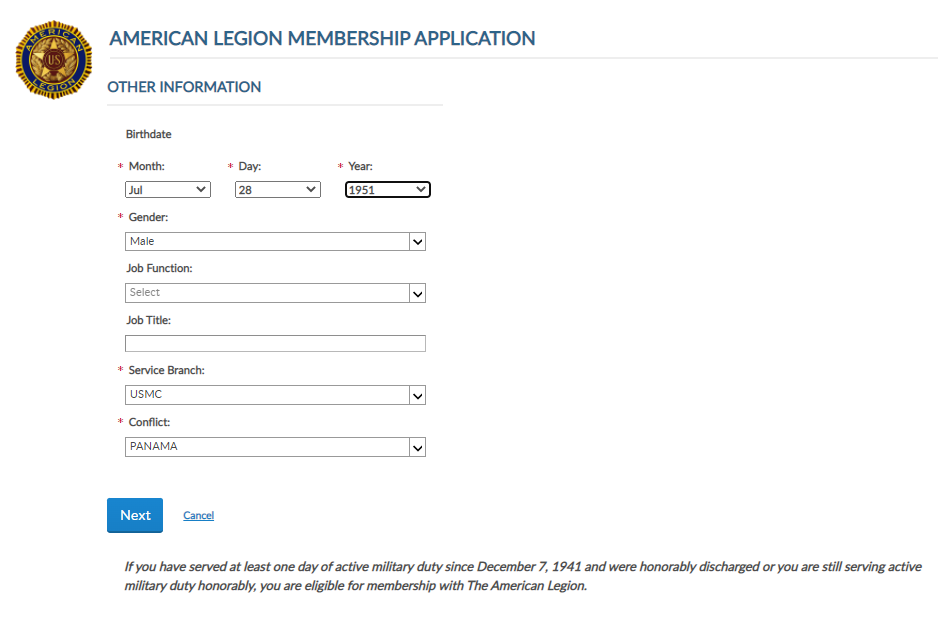 AMERICAN LEGION
US
AMERICAN LEGION MEMBERSHIP APPLICATION
OTHER INFORMATION
Birthdate
* Month: * Day: * Year:
Jul 28 1951
* Gender:
Male
Job Function:
Select
Job Title:
* Service Branch:
USMC
* Conflict:
PANAMA
Next Cancel
If you have served at least one day of active military duty since December 7, 1941 and were honorably discharged or you are still serving active
military duty honorably, you are eligible for membership with The American Legion.